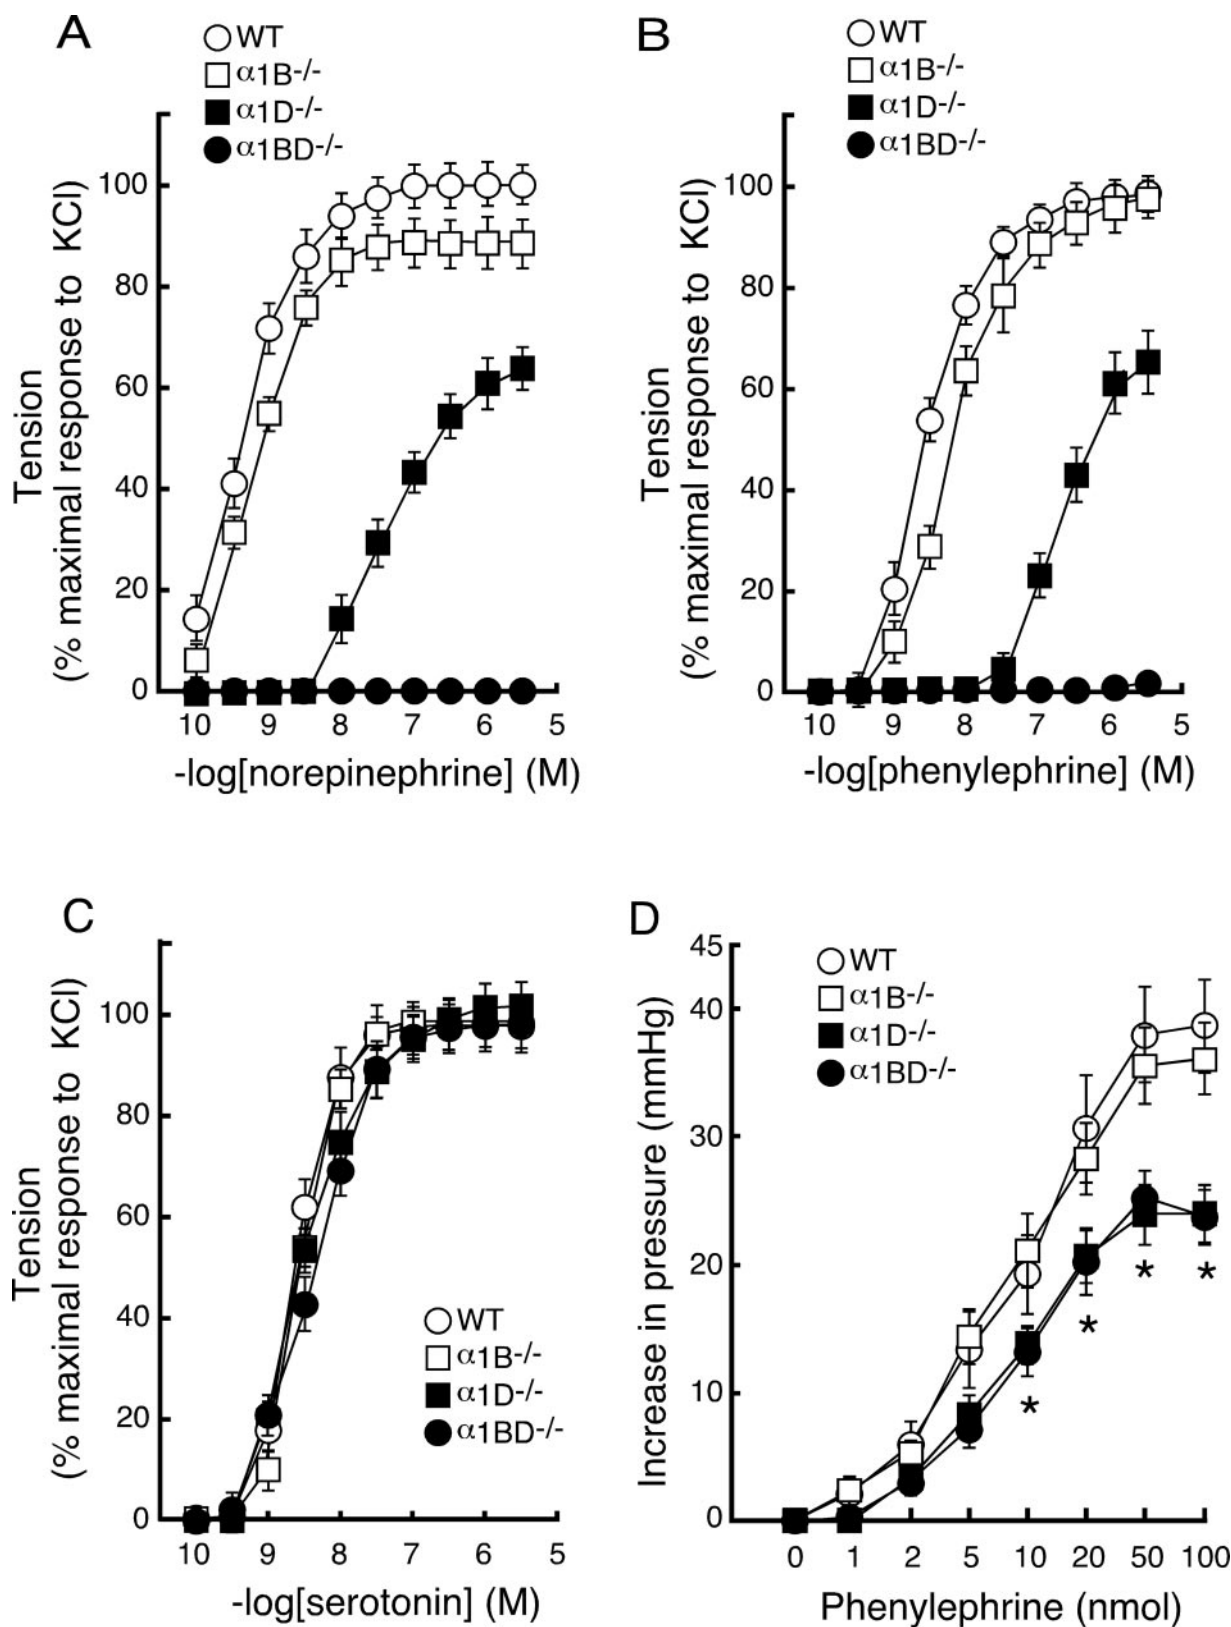 A
WT
α1B-/-
α1D-/-
α1BD-/-
Tension
(% maximal response to KCl)
100
80
60
40
20
0
10 9 8 7 6 5
-log[norepinephrine] (M)
B
WT
α1B-/-
α1D-/-
α1BD-/-
Tension
(% maximal response to KCl)
100
80
60
40
20
0
10 9 8 7 6 5
-log[phenylephrine] (M)
C
Tension
(% maximal response to KCl)
100
80
60
40
20
0
WT
α1B-/-
α1D-/-
α1BD-/-
10 9 8 7 6 5
-log[serotonin] (M)
D
WT
α1B-/-
α1D-/-
α1BD-/-
Increase in pressure (mmHg)
45
40
30
20
10
0
* * * *
0 1 2 5 10 20 50 100
Phenylephrine (nmol)